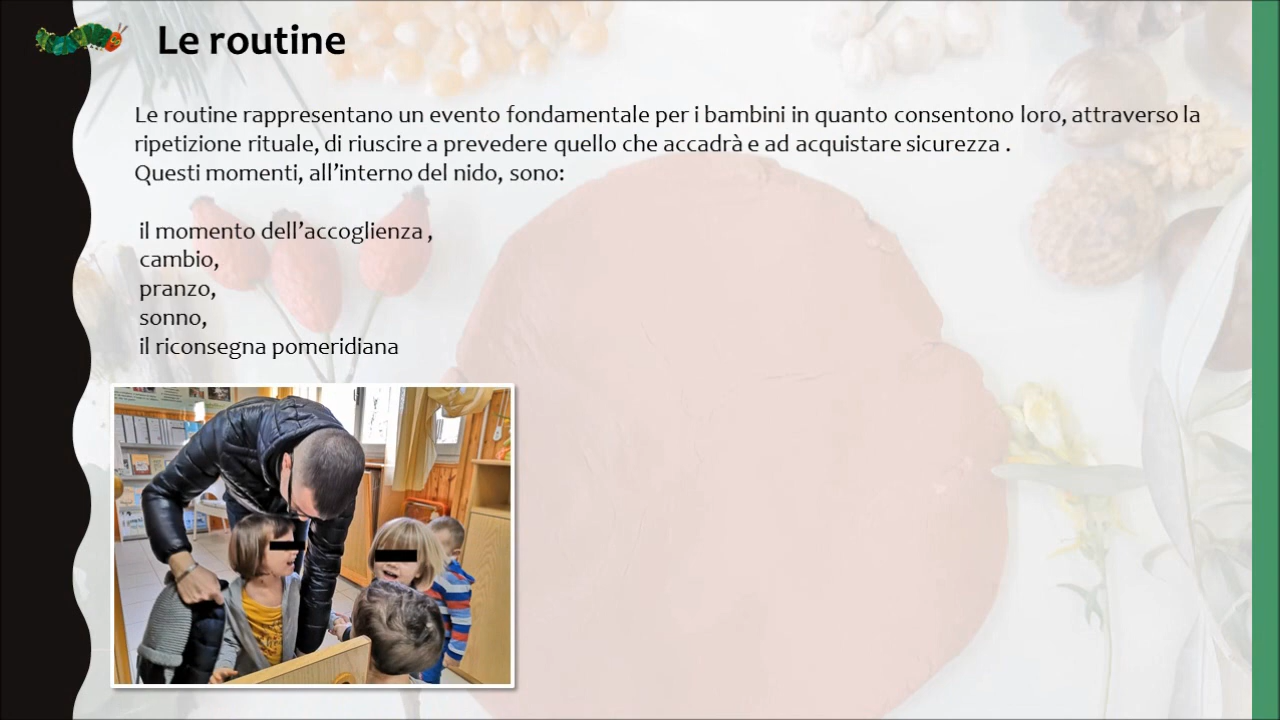 Le routine
Le routine rappresentano un evento fondamentale per i bambini in quanto consentono loro, attraverso la
ripetizione rituale, di riuscire a prevedere quello che accadrà e ad acquistare sicurezza .
Questi momenti, all’interno del nido, sono:
il momento dell’accoglienza ,
cambio,
pranzo,
sonno,
il riconsegna pomeridiana